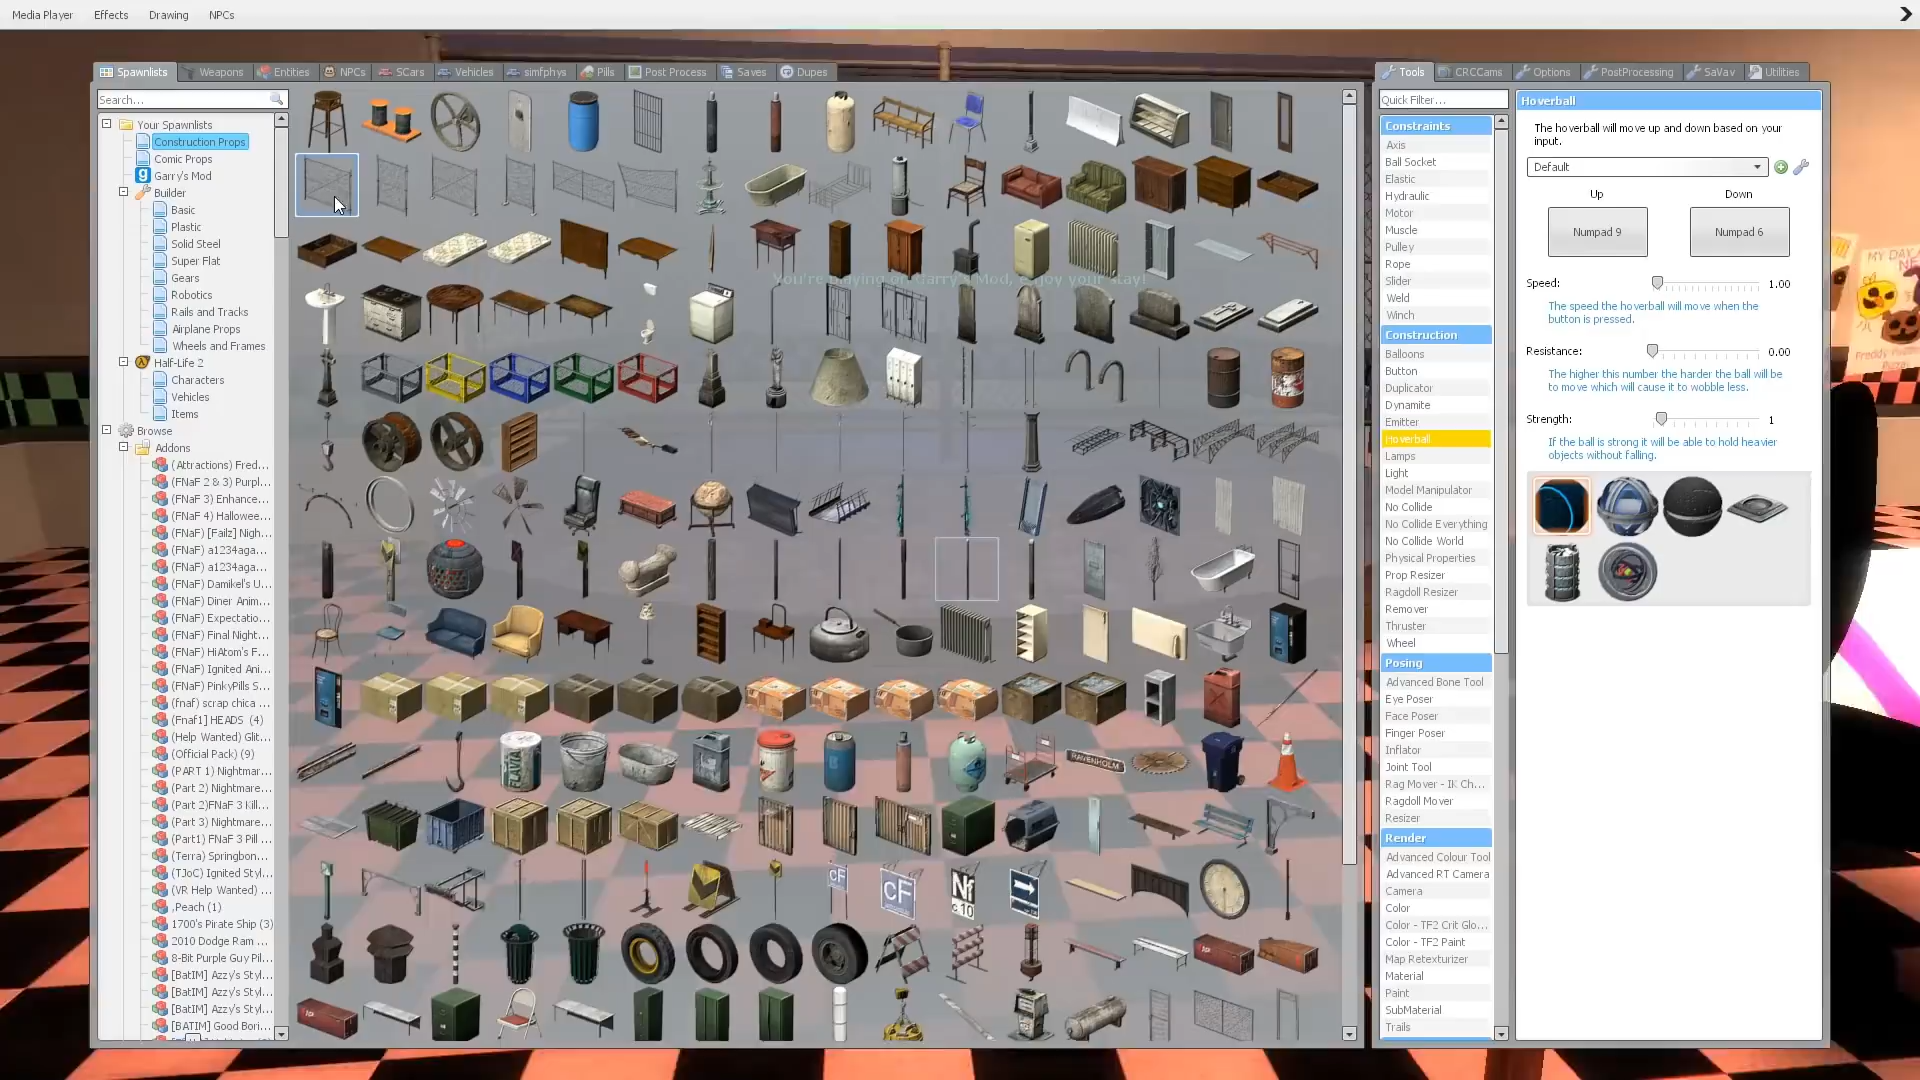 Media Player Effects Drawing NPCs
Spawnlists Weapons Entities NPCs SCars Vehicles simfphys Pills Post Process Saves Dupes
Search...
Your Spawnlists
Construction Props
Comic Props
Garry's Mod
Builder
Basic
Plastic
Solid Steel
Super Flat
Gears
Robotics
Rails and Tracks
Airplane Props
Wheels and Frames
Half-Life 2
Characters
Vehicles
Items
Browse
Addons
(Attractions) Fred...
(FNaF 2 & 3) Purpl...
(FNaF 3) Enhance...
(FNaF 4) Hallowee...
(FNaF) [Failz] Nigh...
(FNaF) a1234aga...
(FNaF) a1234aga...
(FNaF) Damikel's U...
(FNaF) Diner Anim...
(FNaF) Expectatio...
(FNaF) Final Night...
(FNaF) HiAtom's F...
(FNaF) Ignited Ani...
(FNaF) PinkyPills S...
(fnaf) scrap chica ...
(Fnaf1] HEADS (4)
(Help Wanted) Glit...
(Official Pack) (9)
(PART 1) Nightmar...
(Part 2) Nightmare...
(Part 2)FNaF 3 Kill...
(Part 3) Nightmare...
(Part1) FNaF 3 Pill ...
(Terra) Springbon...
(TJoC) Ignited Styl...
(VR Help Wanted) ...
,Peach (1)
1700's Pirate Ship (3)
2010 Dodge Ram ...
8-Bit Purple Guy Pil...
[BatIM] Azzy's Styl...
[BatIM] Azzy's Styl...
[BatIM] Azzy's Styl...
[BATIM] Good Bori...
You're playing on Garry's Mod, enjoy your stay!
RAVENHOLM
CF
CF
Nf
c 10
Tools CRCCams Options PostProcessing SaVav Utilities
Quick Filter...
Constraints
Axis
Ball Socket
Elastic
Hydraulic
Motor
Muscle
Pulley
Rope
Slider
Weld
Winch
Construction
Balloons
Button
Duplicator
Dynamite
Emitter
Hoverball
Lamps
Light
Model Manipulator
No Collide
No Collide Everything
No Collide World
Physical Properties
Prop Resizer
Ragdoll Resizer
Remover
Thruster
Wheel
Posing
Advanced Bone Tool
Eye Poser
Face Poser
Finger Poser
Inflator
Joint Tool
Rag Mover - IK Ch...
Ragdoll Mover
Resizer
Render
Advanced Colour Tool
Advanced RT Camera
Camera
Color
Color - TF2 Crit Glo...
Color - TF2 Paint
Map Retexturizer
Material
Paint
SubMaterial
Trails
Hoverball
The hoverball will move up and down based on your
input.
Default
Up Down
Numpad 9 Numpad 6
Speed: 1.00
The speed the hoverball will move when the
button is pressed.
Resistance: 0.00
The higher this number the harder the ball will be
to move which will cause it to wobble less.
Strength: 1
If the ball is strong it will be able to hold heavier
objects without falling.
MY DAY